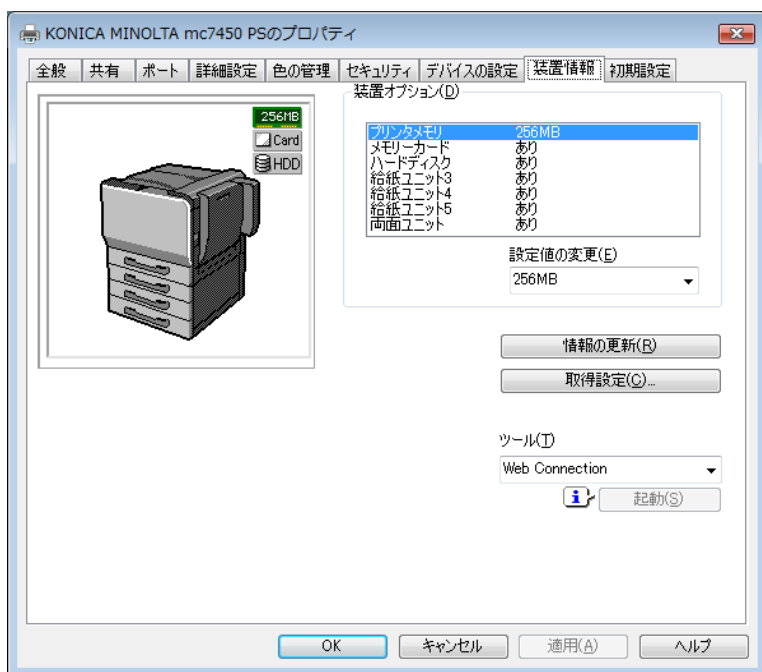 KONICA MINOLTA mc7450 PSのプロパティ
全般 共有 ポート 詳細設定 色の管理 セキュリティ デバイスの設定 装置情報 初期設定
256MB
Card
HDD
装置オプション(D)
プリンタメモリ 256MB
メモリーカード あり
ハードディスク あり
給紙ユニット3 あり
給紙ユニット4 あり
給紙ユニット5 あり
両面ユニット あり
設定値の変更(E)
256MB
情報の更新(R)
取得設定(C)...
ツール(T)
Web Connection
起動(S)
OK キャンセル 適用(A) ヘルプ